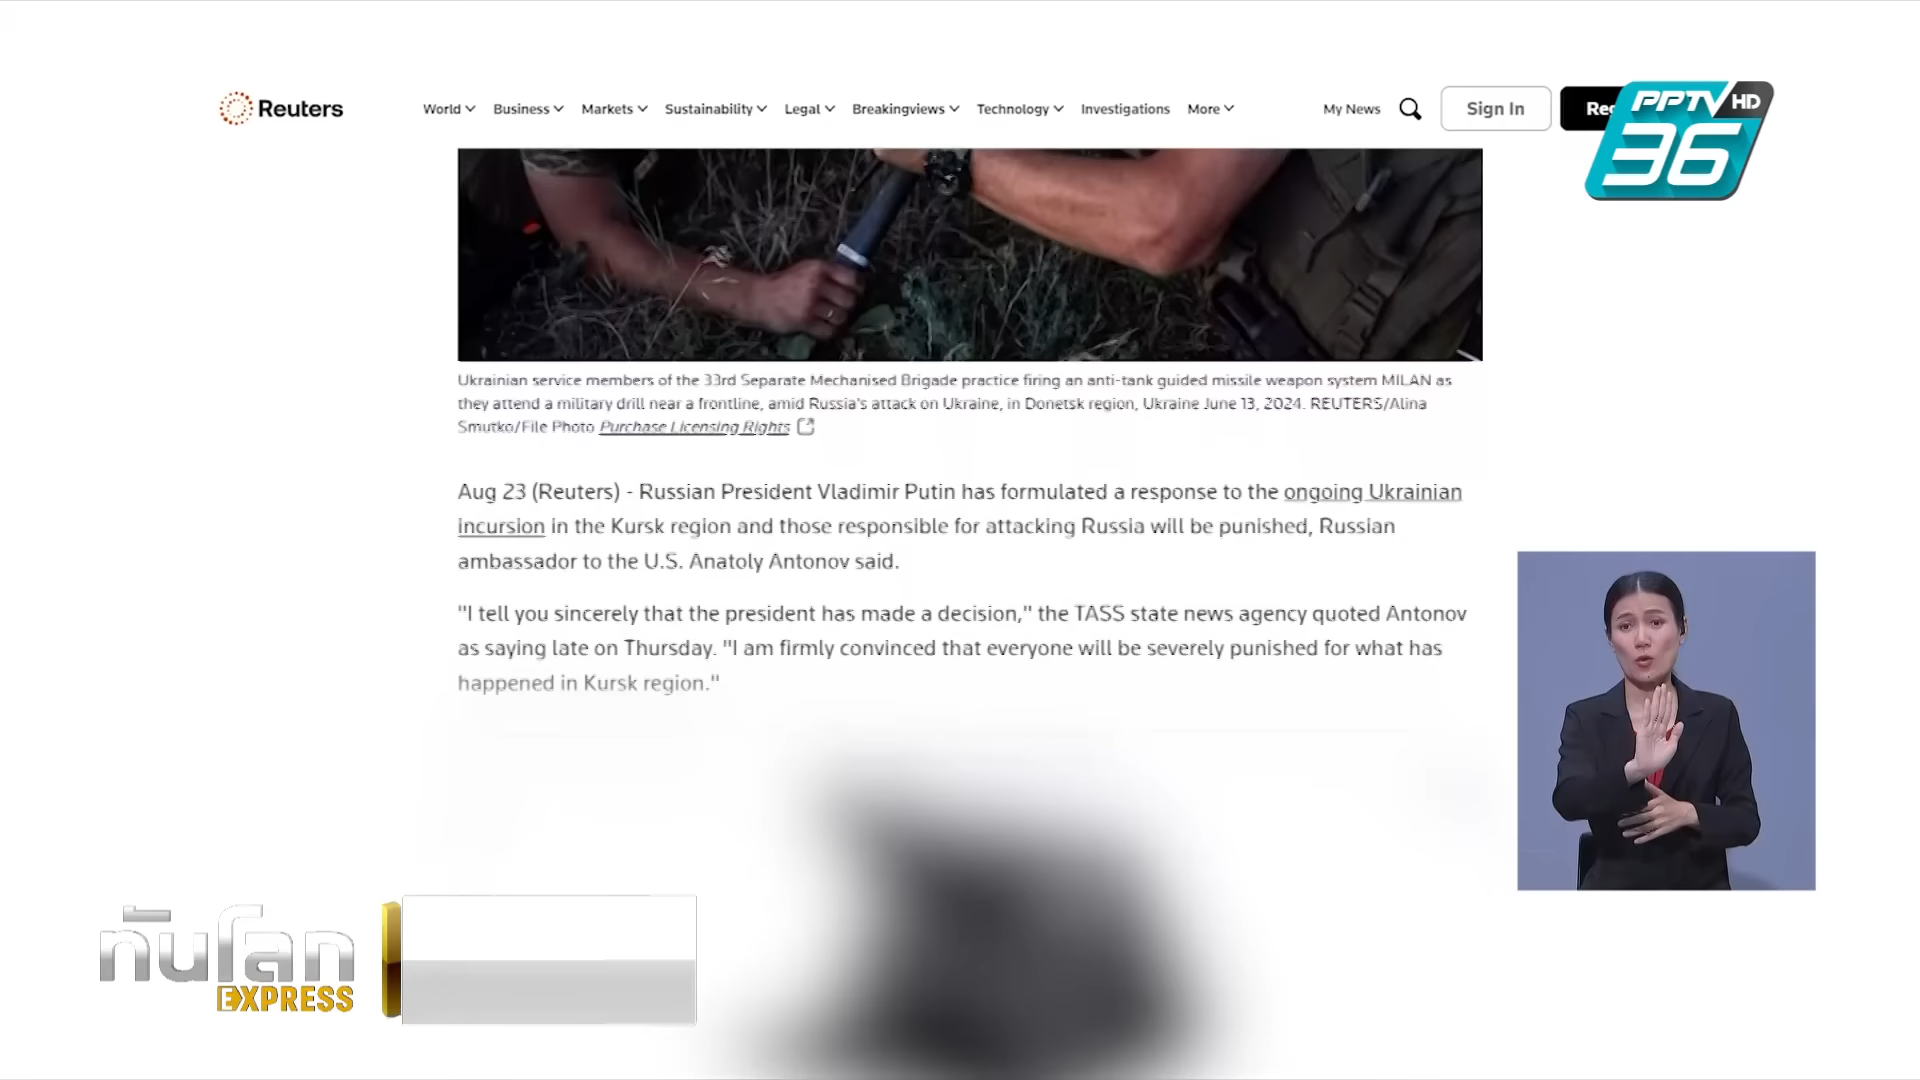 Reuters
World Business Markets Sustainability Legal Breakingviews Technology Investigations More My News Sign In
PPTV HD
36
Ukrainian service members of the 33rd Separate Mechanised Brigade practice firing an anti-tank guided missile weapon system MILAN as
they attend a military drill near a frontline, amid Russia's attack on Ukraine, in Donetsk region, Ukraine June 13, 2024. REUTERS/Alina
Smutko/File Photo Purchase Licensing Rights
Aug 23 (Reuters) - Russian President Vladimir Putin has formulated a response to the ongoing Ukrainian
incursion in the Kursk region and those responsible for attacking Russia will be punished, Russian
ambassador to the U.S. Anatoly Antonov said.
"I tell you sincerely that the president has made a decision," the TASS state news agency quoted Antonov
as saying late on Thursday. "I am firmly convinced that everyone will be severely punished for what has
happened in Kursk region."
ทันโลก
EXPRESS